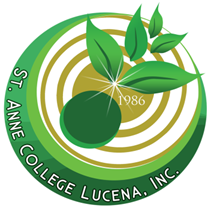 1986
ST. ANNE COLLEGE LUCENA, INC.